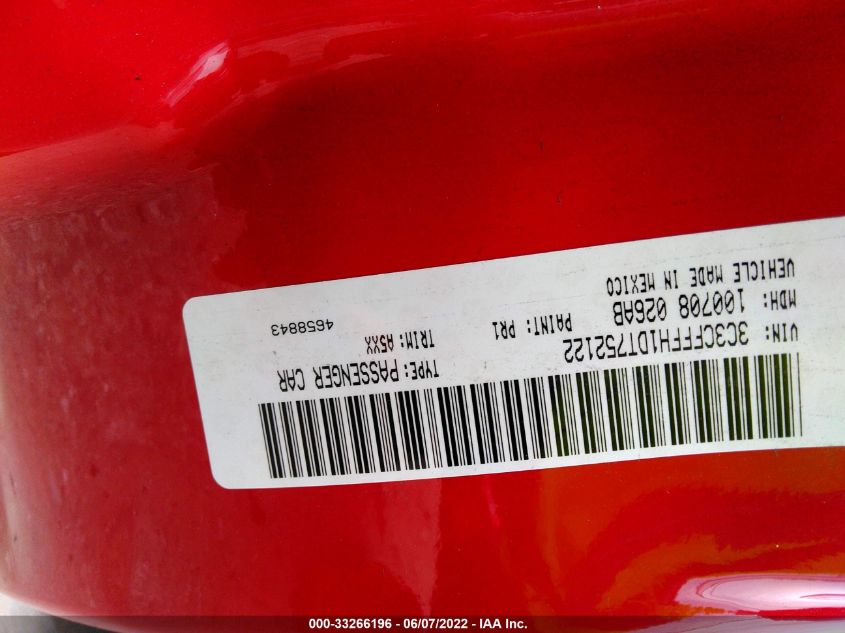 VIN: 3C3CFFFH1DT752122
TYPE: PASSENGER CAR
MDH: 100708 026AB
PAINT: PR1
TRIM: A5XX
VEHICLE MADE IN MEXICO
4658843
000-33266196 - 06/07/2022 - IAA Inc.